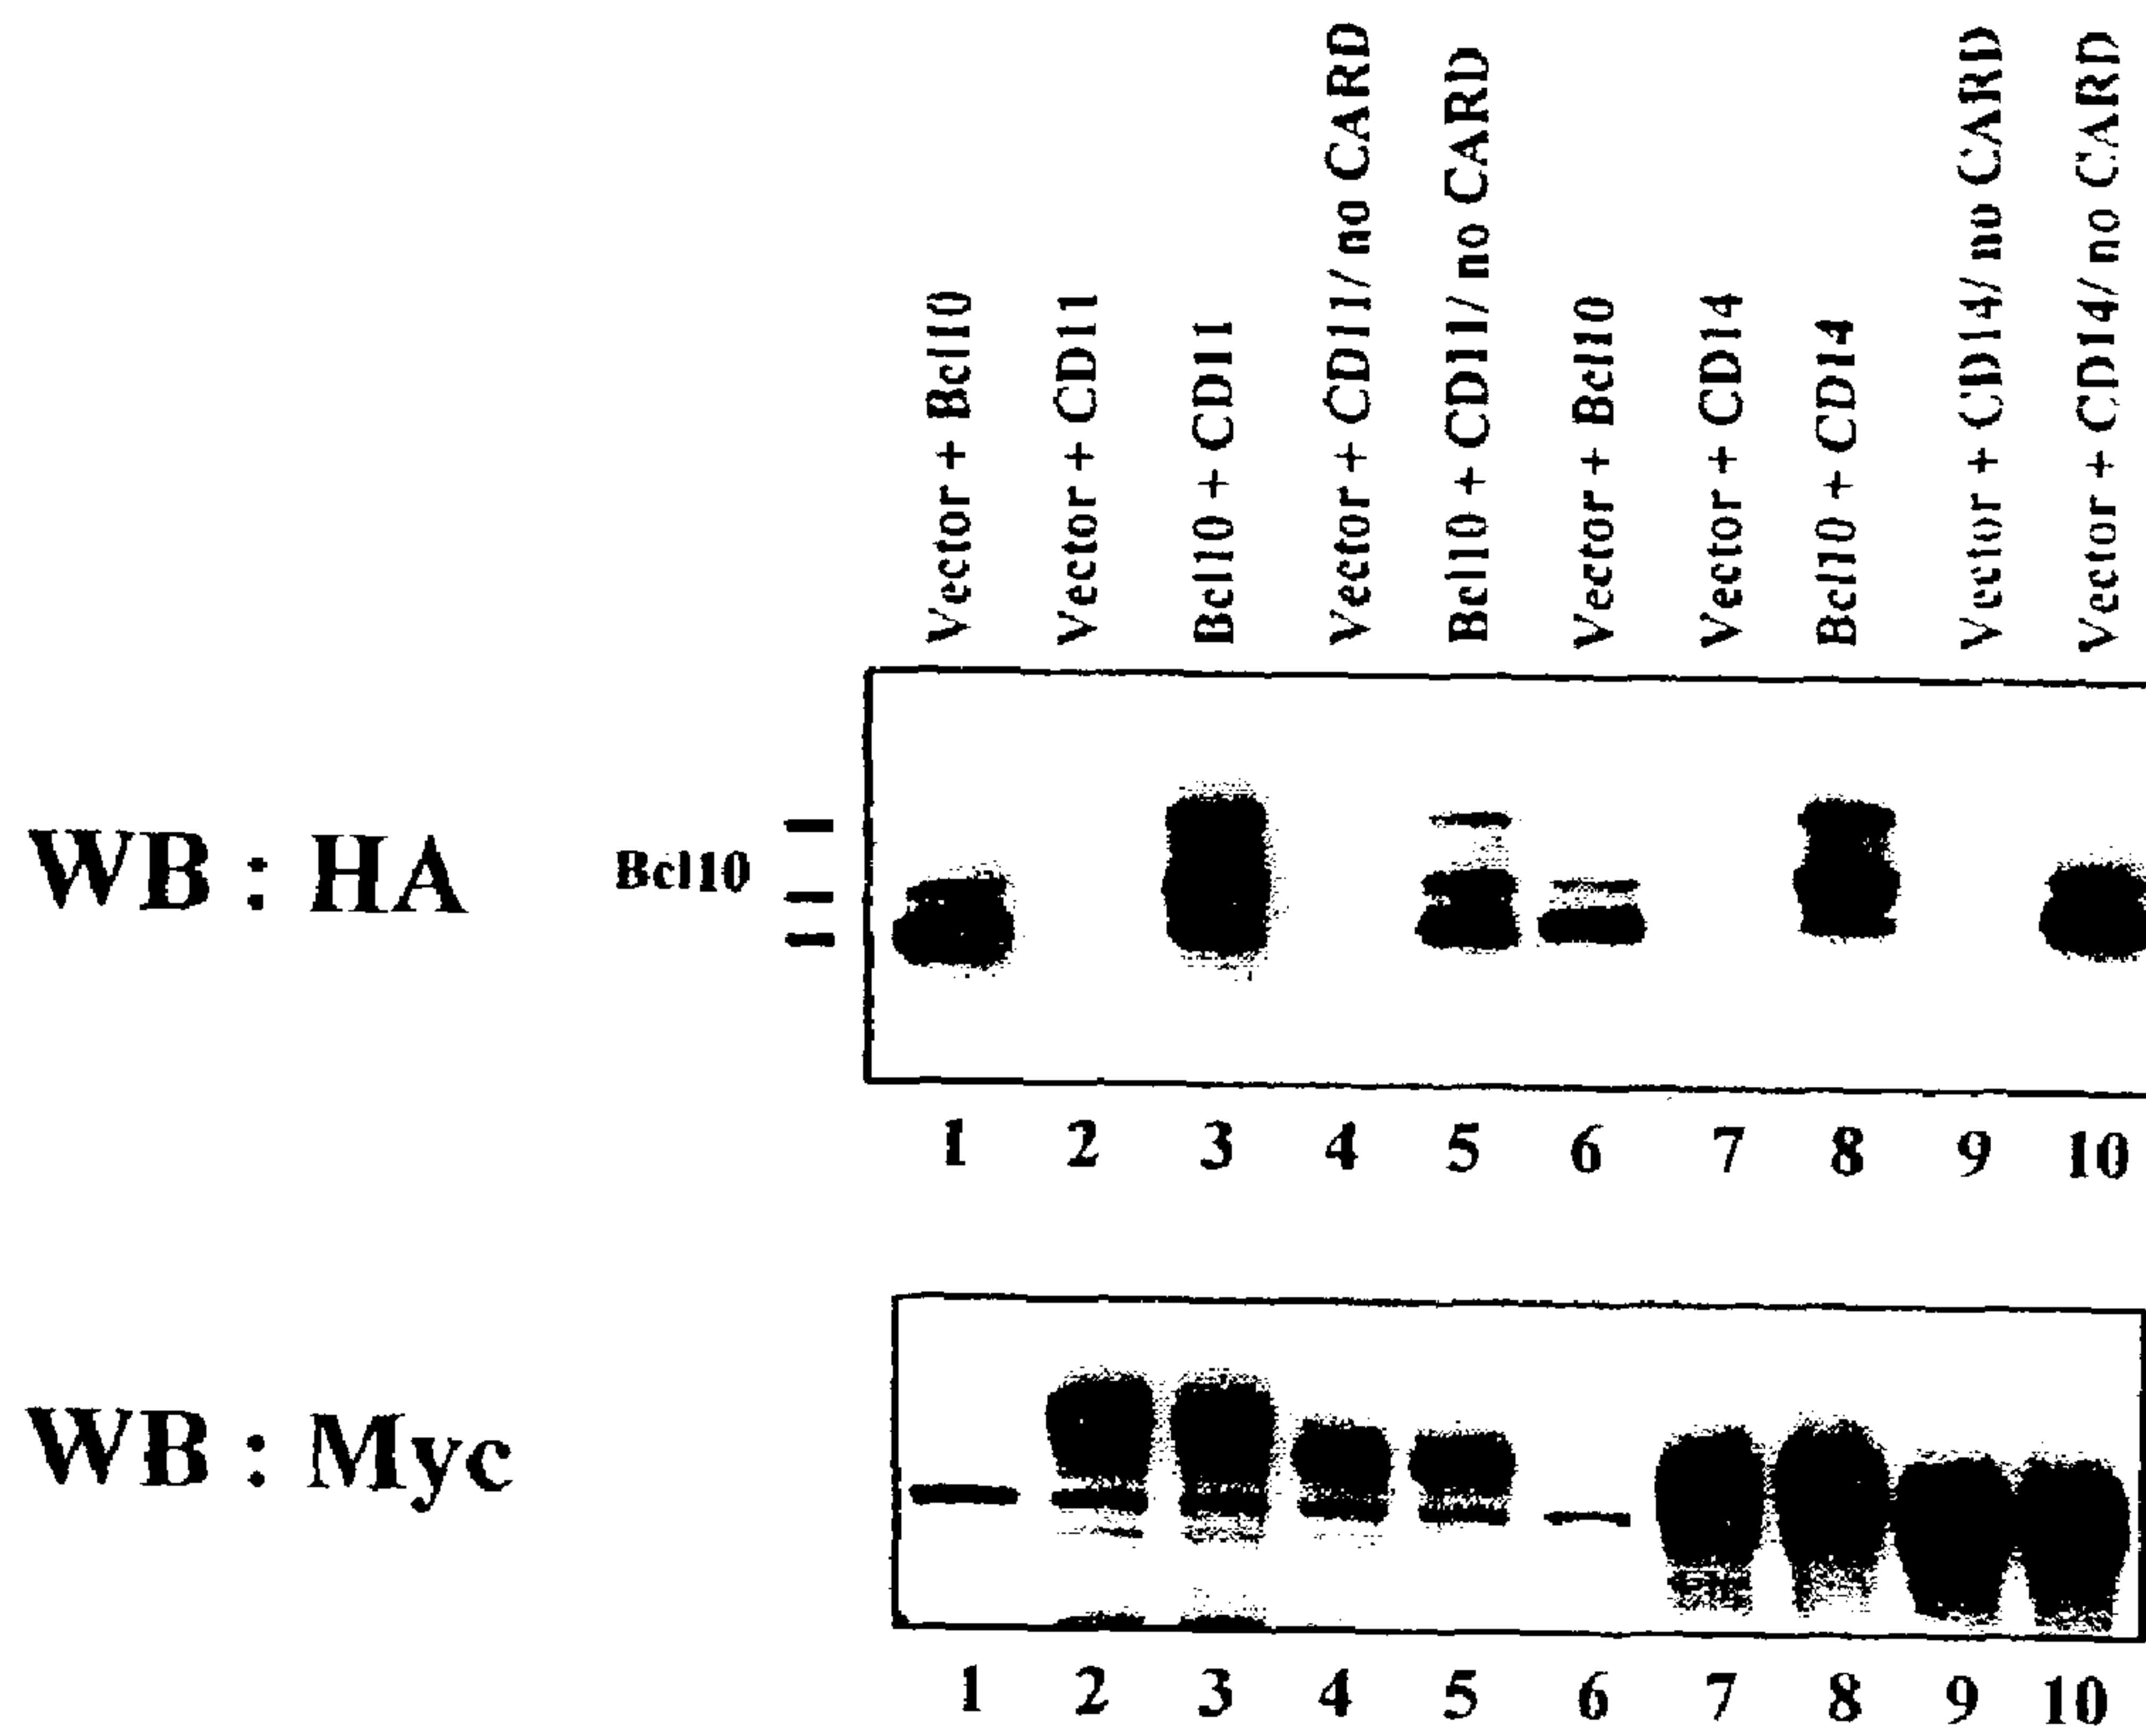 Vector + Bcl10
Vector + CD11
Bcl10 + CD11
Vector + CD11/ no CARD
Bcl10 + CD11/ no CARD
Vector + Bcl10
Vector + CD14
Bcl10 + CD14
Vector + CD14/ no CARD
Vector + CD14/ no CARD
WB : HA
Bcl10
1 2 3 4 5 6 7 8 9 10
WB : Myc
1 2 3 4 5 6 7 8 9 10